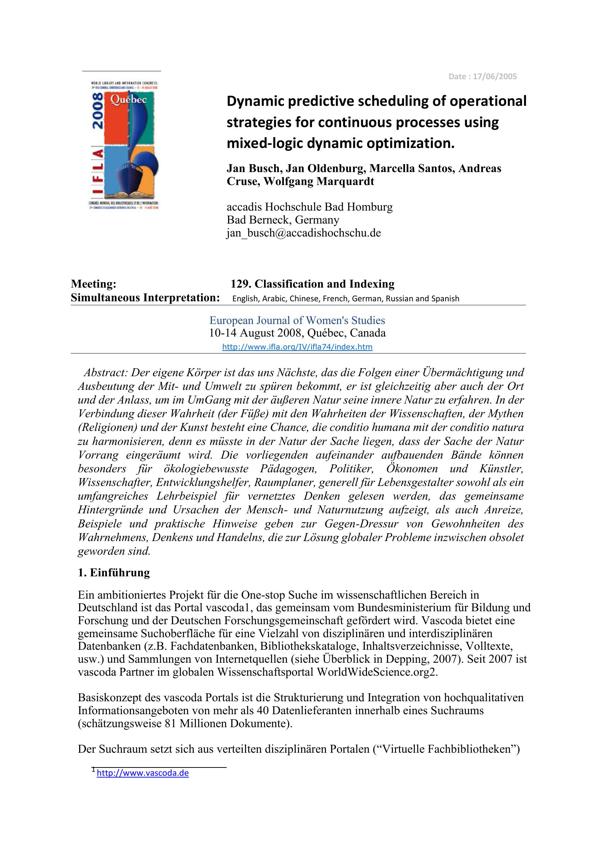 Date : 17/06/2005
WORLD LIBRARY AND INFORMATION CONGRESS:
Québec
IFLA 2008
Dynamic predictive scheduling of operational
strategies for continuous processes using
mixed-logic dynamic optimization.
Jan Busch, Jan Oldenburg, Marcella Santos, Andreas
Cruse, Wolfgang Marquardt
accadis Hochschule Bad Homburg
Bad Berneck, Germany
jan_busch@accadishochschu.de
Meeting: 129. Classification and Indexing
Simultaneous Interpretation: English, Arabic, Chinese, French, German, Russian and Spanish
European Journal of Women's Studies
10-14 August 2008, Québec, Canada
http://www.ifla.org/IV/ifla74/index.htm
Abstract: Der eigene Körper ist das uns Nächste, das die Folgen einer Übermächtigung und
Ausbeutung der Mit- und Umwelt zu spüren bekommt, er ist gleichzeitig aber auch der Ort
und der Anlass, um im UmGang mit der äußeren Natur seine innere Natur zu erfahren. In der
Verbindung dieser Wahrheit (der Füße) mit den Wahrheiten der Wissenschaften, der Mythen
(Religionen) und der Kunst besteht eine Chance, die conditio humana mit der conditio natura
zu harmonisieren, denn es müsste in der Natur der Sache liegen, dass der Sache der Natur
Vorrang eingeräumt wird. Die vorliegenden aufeinander aufbauenden Bände können
besonders für ökologiebewusste Pädagogen, Politiker, Ökonomen und Künstler,
Wissenschafter, Entwicklungshelfer, Raumplaner, generell für Lebensgestalter sowohl als ein
umfangreiches Lehrbeispiel für vernetztes Denken gelesen werden, das gemeinsame
Hintergründe und Ursachen der Mensch- und Naturnutzung aufzeigt, als auch Anreize,
Beispiele und praktische Hinweise geben zur Gegen-Dressur von Gewohnheiten des
Wahrnehmens, Denkens und Handelns, die zur Lösung globaler Probleme inzwischen obsolet
geworden sind.
1. Einführung
Ein ambitioniertes Projekt für die One-stop Suche im wissenschaftlichen Bereich in
Deutschland ist das Portal vascoda1, das gemeinsam vom Bundesministerium für Bildung und
Forschung und der Deutschen Forschungsgemeinschaft gefördert wird. Vascoda bietet eine
gemeinsame Suchoberfläche für eine Vielzahl von disziplinären und interdisziplinären
Datenbanken (z.B. Fachdatenbanken, Bibliothekskataloge, Inhaltsverzeichnisse, Volltexte,
usw.) und Sammlungen von Internetquellen (siehe Überblick in Depping, 2007). Seit 2007 ist
vascoda Partner im globalen Wissenschaftsportal WorldWideScience.org2.
Basiskonzept des vascoda Portals ist die Strukturierung und Integration von hochqualitativen
Informationsangeboten von mehr als 40 Datenlieferanten innerhalb eines Suchraums
(schätzungsweise 81 Millionen Dokumente).
Der Suchraum setzt sich aus verteilten disziplinären Portalen (“Virtuelle Fachbibliotheken”)
1 http://www.vascoda.de